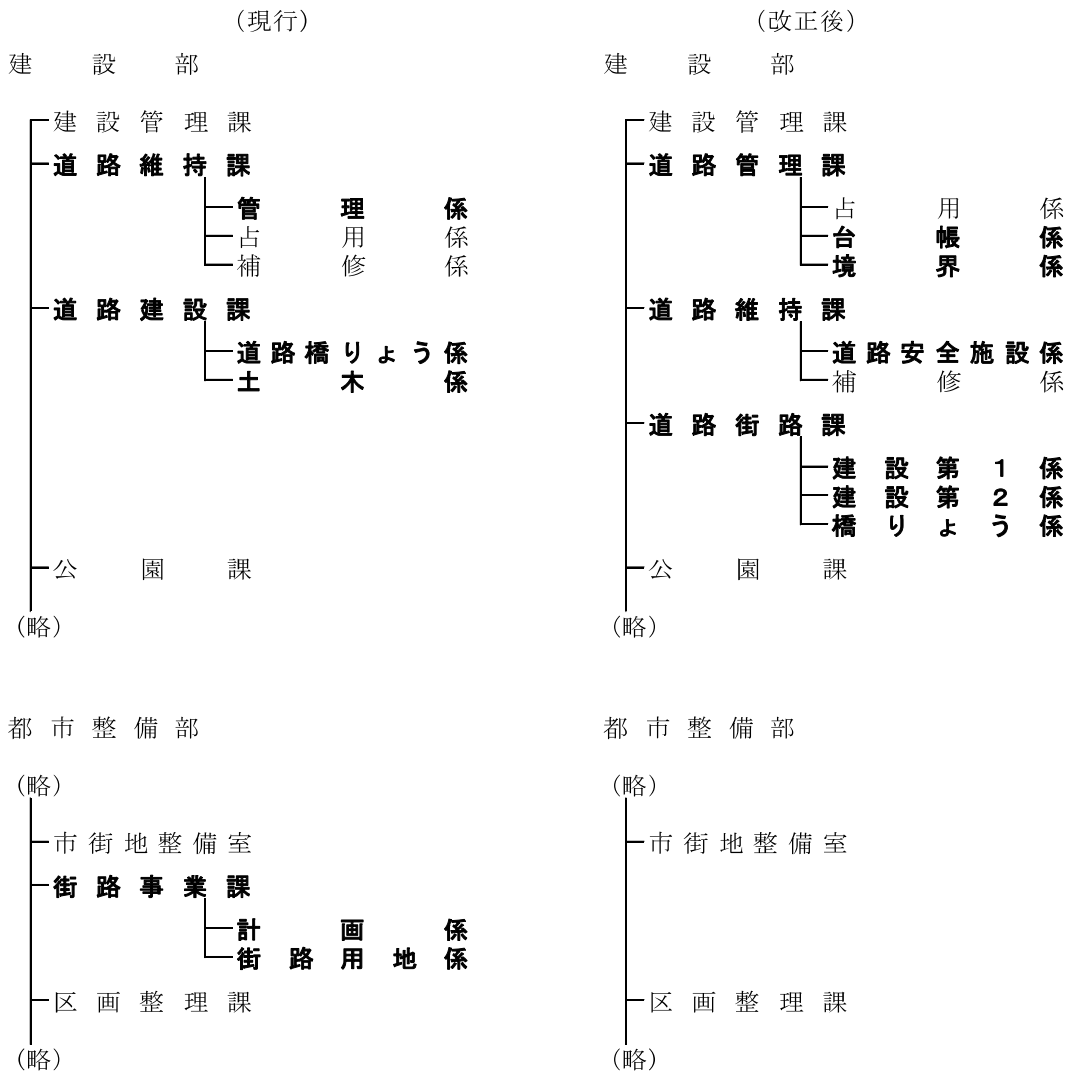 （現行）
建設部
建設管理課
道路維持課
管理係
占用係
補修係
道路建設課
道路橋りょう係
土木係
公園課
（略）
都市整備部
（略）
市街地整備室
街路事業課
計画係
街路用地係
区画整理課
（略）
（改正後）
建設部
建設管理課
道路管理課
占用係
台帳係
境界係
道路維持課
道路安全施設係
補修係
道路街路課
建設第１係
建設第２係
橋りょう係
公園課
（略）
都市整備部
（略）
市街地整備室
区画整理課
（略）